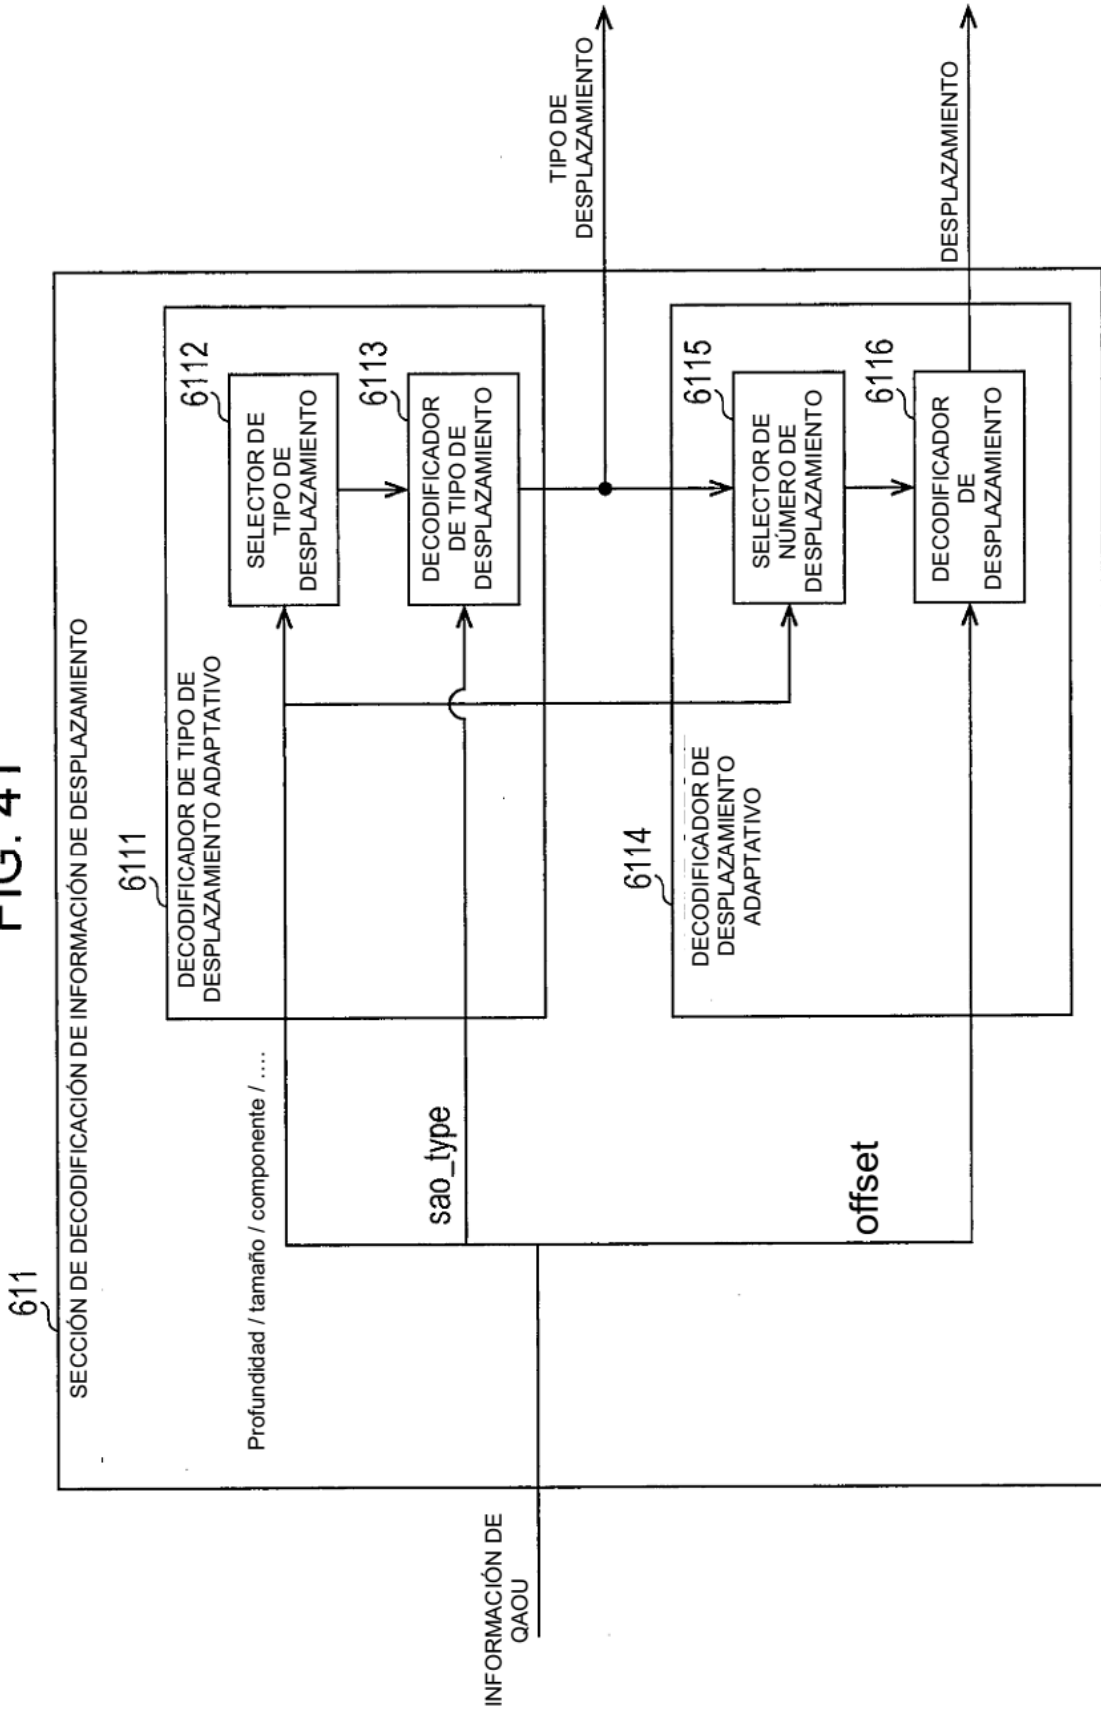 FIG. 41
611
SECCIÓN DE DECODIFICACIÓN DE INFORMACIÓN DE DESPLAZAMIENTO
6111
DECODIFICADOR DE TIPO DE
DESPLAZAMIENTO ADAPTATIVO
6112
SELECTOR DE
TIPO DE
DESPLAZAMIENTO
6113
DECODIFICADOR
DE TIPO DE
DESPLAZAMIENTO
Profundidad / tamaño / componente / ....
sao_type
INFORMACIÓN DE
QAOU
TIPO DE
DESPLAZAMIENTO
6114
DECODIFICADOR DE
DESPLAZAMIENTO
ADAPTATIVO
6115
SELECTOR DE
NÚMERO DE
DESPLAZAMIENTO
6116
DECODIFICADOR
DE
DESPLAZAMIENTO
offset
DESPLAZAMIENTO